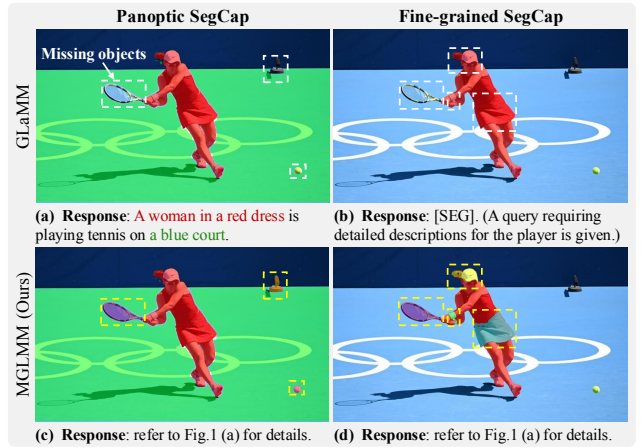 Panoptic SegCap
Fine-grained SegCap
GLaMM
Missing objects
(a) Response: A woman in a red dress is
playing tennis on a blue court.
(b) Response: [SEG]. (A query requiring
detailed descriptions for the player is given.)
MGLMM (Ours)
(c) Response: refer to Fig.1 (a) for details.
(d) Response: refer to Fig.1 (a) for details.